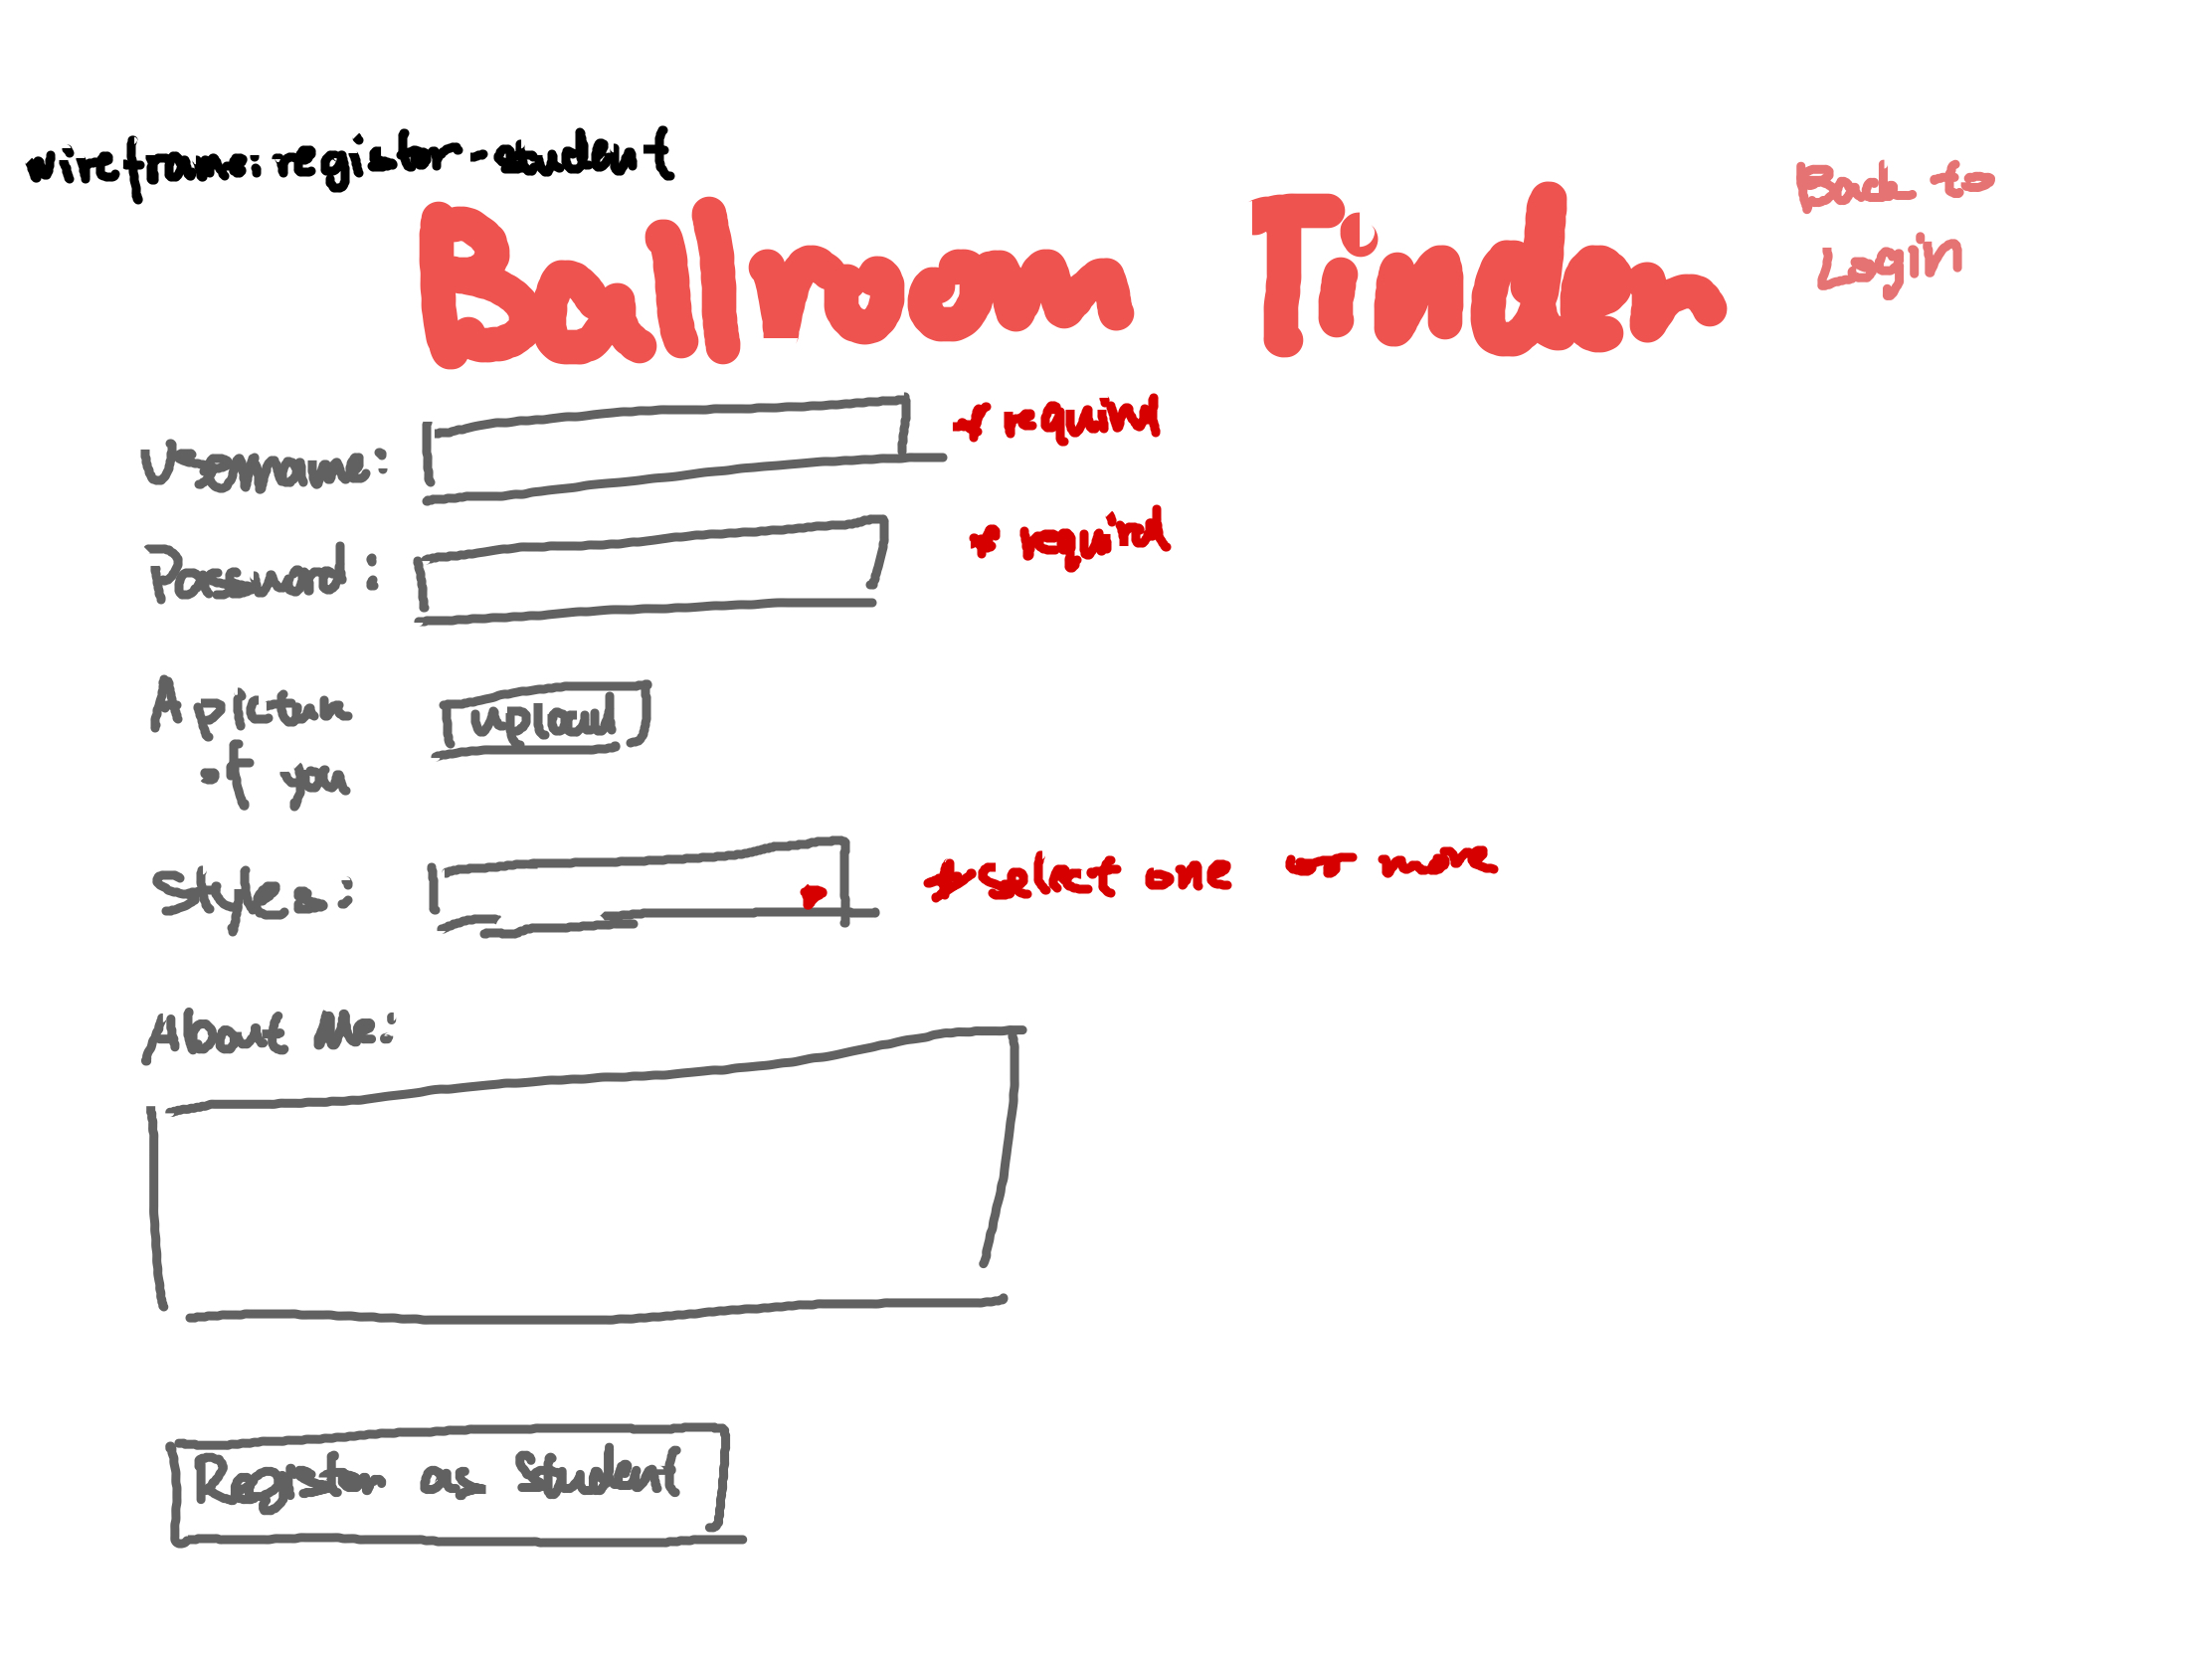 wireframe: register-student
Back to
Login
Ballroom Tinder
Username: * required
Password: * required
A picture upload
of you
Styles: * select one or more
About Me:
Register as Student